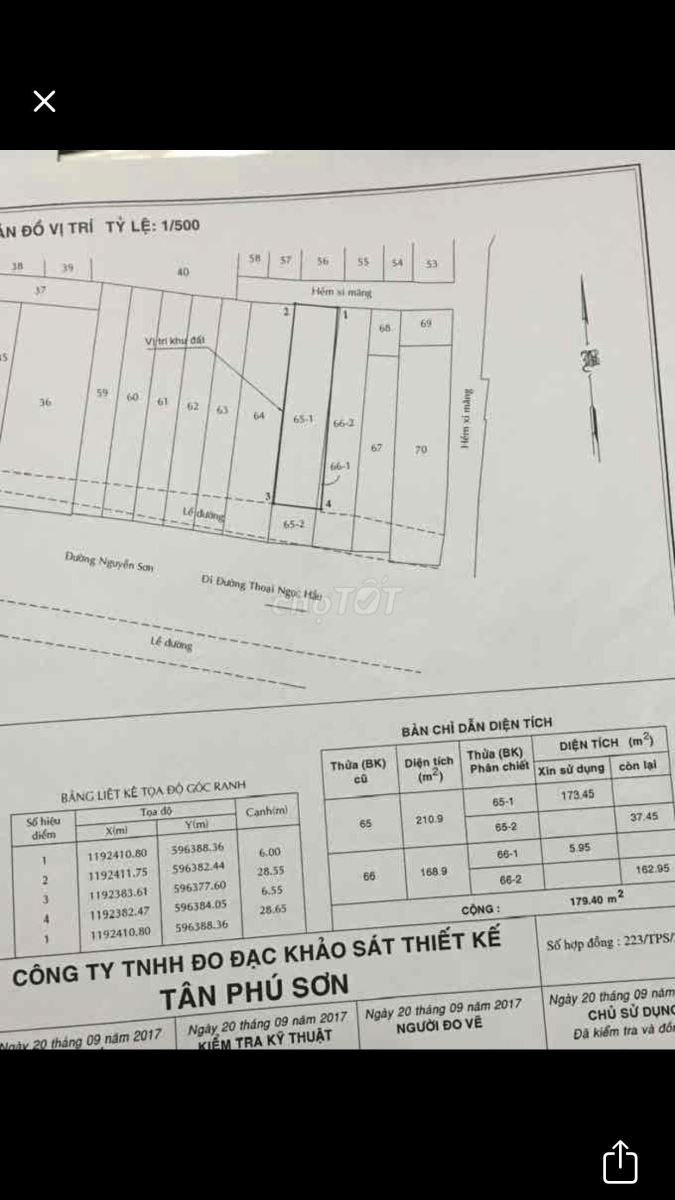 ẢN ĐỒ VỊ TRÍ TỶ LỆ: 1/500
38
39
40
58
57
56
55
54
53
37
Hẻm xi măng
2
1
68
69
Vị trí khu đất
36
59
60
61
62
63
64
65-1
66-2
67
70
Hẻm xi măng
66-1
3
4
Lề đường
65-2
Đường Nguyễn Sơn
Đi Đường Thoại Ngọc Hầu
chợTỐT
Lề đường
BẢNG LIỆT KÊ TỌA ĐỘ GÓC RANH
Số hiệu điểm
Tọa độ
Cạnh(m)
X(m)
Y(m)
1 1192410.80 596388.36
6.00
2 1192411.75 596382.44
28.55
3 1192383.61 596377.60
6.55
4 1192382.47 596384.05
28.65
1 1192410.80 596388.36
BẢN CHỈ DẪN DIỆN TÍCH
Thửa (BK) cũ
Diện tích (m²)
Thửa (BK) Phân chiết
DIỆN TÍCH (m²)
Xin sử dụng
còn lại
65 210.9
65-1 173.45
65-2 37.45
66 168.9
66-1 5.95
66-2 162.95
CỘNG : 179.40 m²
CÔNG TY TNHH ĐO ĐẠC KHẢO SÁT THIẾT KẾ
TÂN PHÚ SƠN
Số hợp đồng : 223/TPS/
Ngày 20 tháng 09 năm 2017
Ngày 20 tháng 09 năm 2017
KIỂM TRA KỸ THUẬT
Ngày 20 tháng 09 năm 2017
NGƯỜI ĐO VẼ
Ngày 20 tháng 09 năm
CHỦ SỬ DỤNG
Đã kiểm tra và đồn